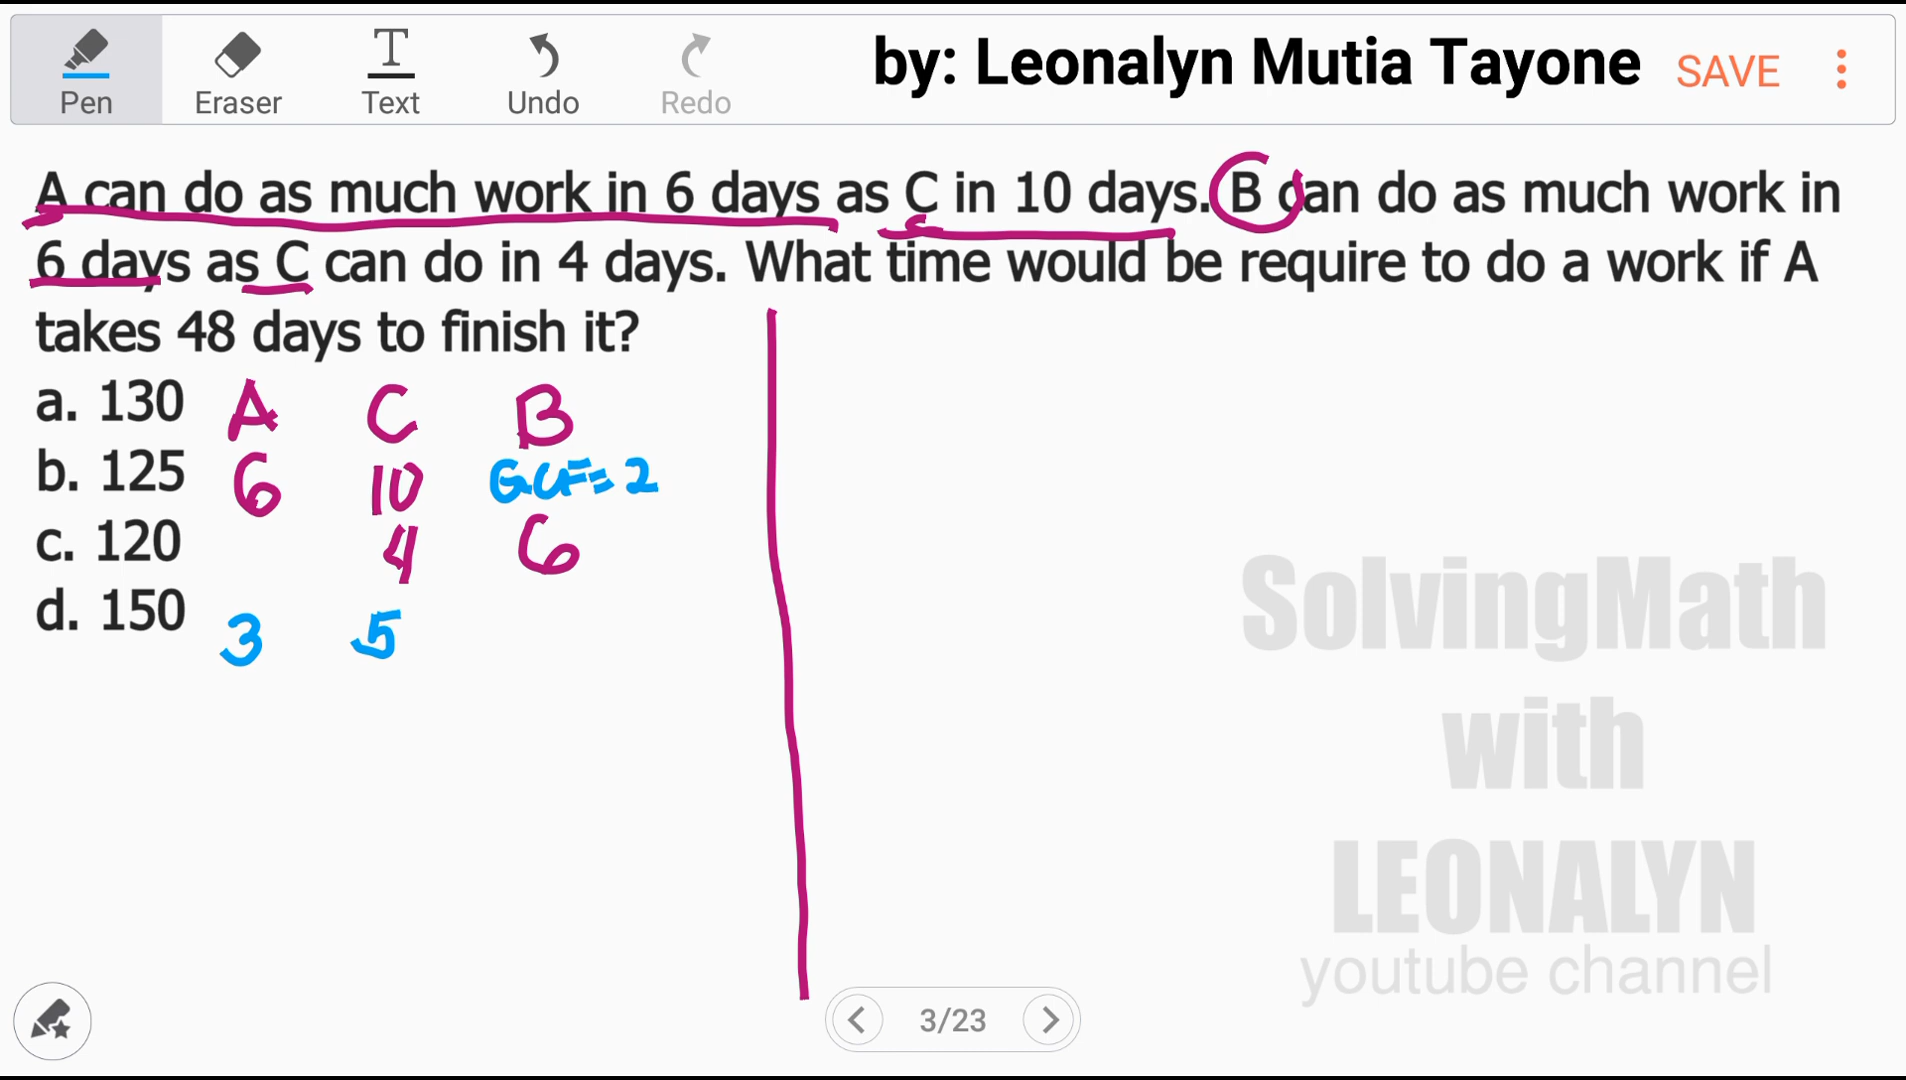 by: Leonalyn Mutia Tayone SAVE
Pen Eraser Text Undo Redo
A can do as much work in 6 days as C in 10 days. B can do as much work in
6 days as C can do in 4 days. What time would be require to do a work if A
takes 48 days to finish it?
a. 130 A C B
b. 125 6 10 GCF=2
c. 120 4 6
d. 150 3 5
SolvingMath
with
LEONALYN
youtube channel
3/23